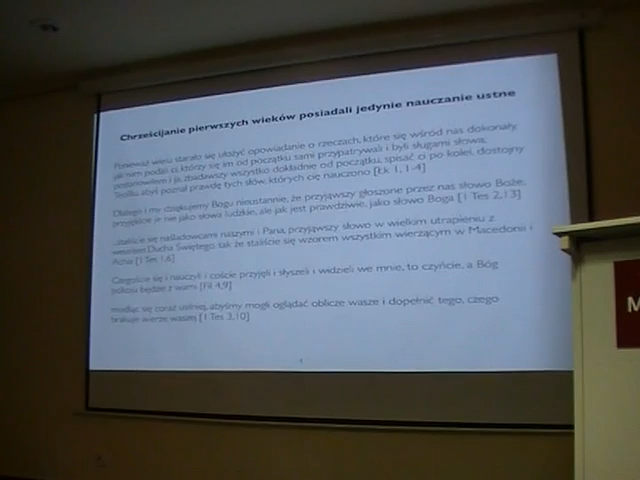 Chrześcijanie pierwszych wieków posiadali jedynie nauczanie ustne
Ponieważ wielu starało się ułożyć opowiadanie o rzeczach, które się wśród nas dokonały,
jak nam podali ci, którzy się im od początku sami przypatrywali i byli sługami słowa;
postanowiłem i ja, zbadawszy wszystko dokładnie od początku, spisać ci po kolei, dostojny
Teofilu, abyś poznał prawdę tych słów, których cię nauczono [Łk 1, 1-4]
Dlatego i my dziękujemy Bogu nieustannie, że przyjąwszy głoszone przez nas słowo Boże,
przyjęliście je nie jako słowa ludzkie, ale jak jest prawdziwie, jako słowo Boga [1 Tes 2,13]
...staliście się naśladowcami naszymi i Pana, przyjąwszy słowo w wielkim utrapieniu z
weselem Ducha Świętego, tak że staliście się wzorem wszystkim wierzącym w Macedonii i
Achai [1 Tes 1,6]
Czegoście się i nauczyli i coście przyjęli i słyszeli i widzieli we mnie, to czyńcie, a Bóg
pokoju będzie z wami [Fil 4,9]
modląc się coraz usilniej, abyśmy mogli oglądać oblicze wasze i dopełnić tego, czego
brakuje wierze waszej [1 Tes 3,10]
M